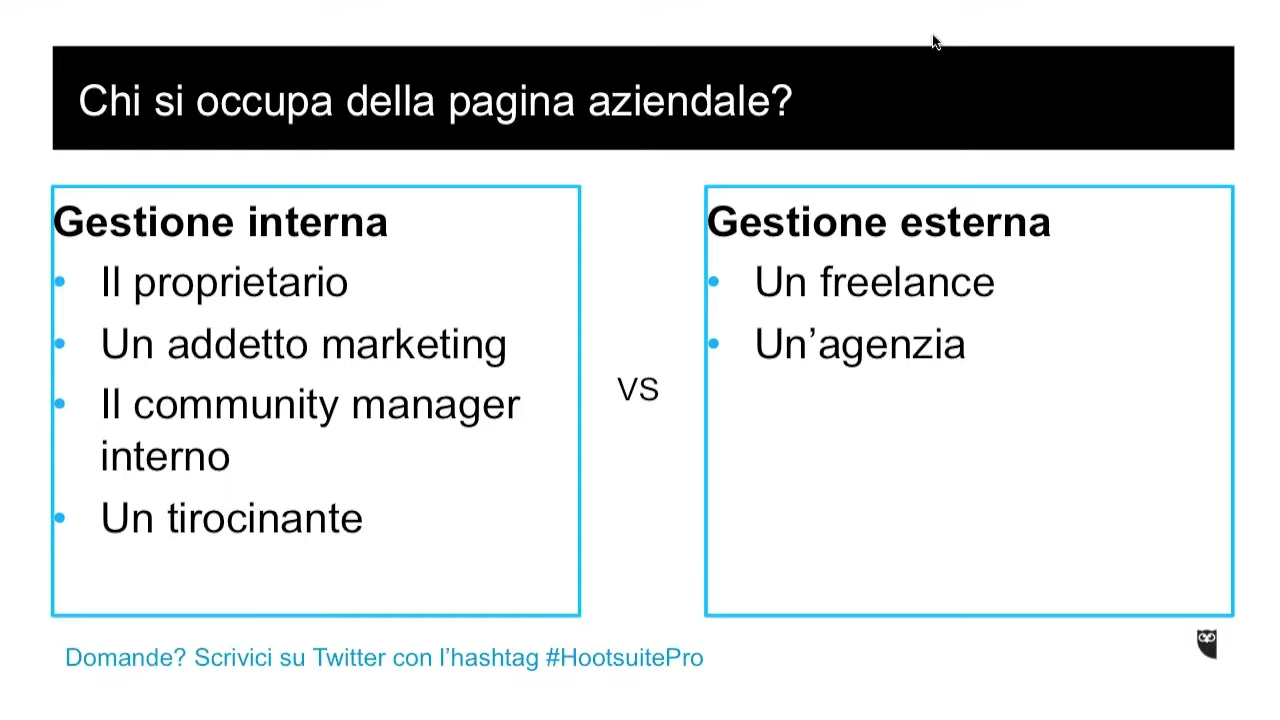 Chi si occupa della pagina aziendale?
Gestione interna
• Il proprietario
• Un addetto marketing
• Il community manager
interno
• Un tirocinante
VS
Gestione esterna
• Un freelance
• Un’agenzia
Domande? Scrivici su Twitter con l’hashtag #HootsuitePro